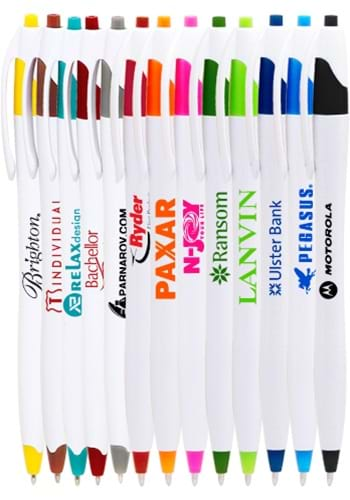 Brighton
INDIVIDUAL
RELAXdesign
Bachellor
PARNAROV.COM
Ryder
PAXAR
N-JOY
Ransom
LANVIN
Ulster Bank
PEGASUS
MOTOROLA